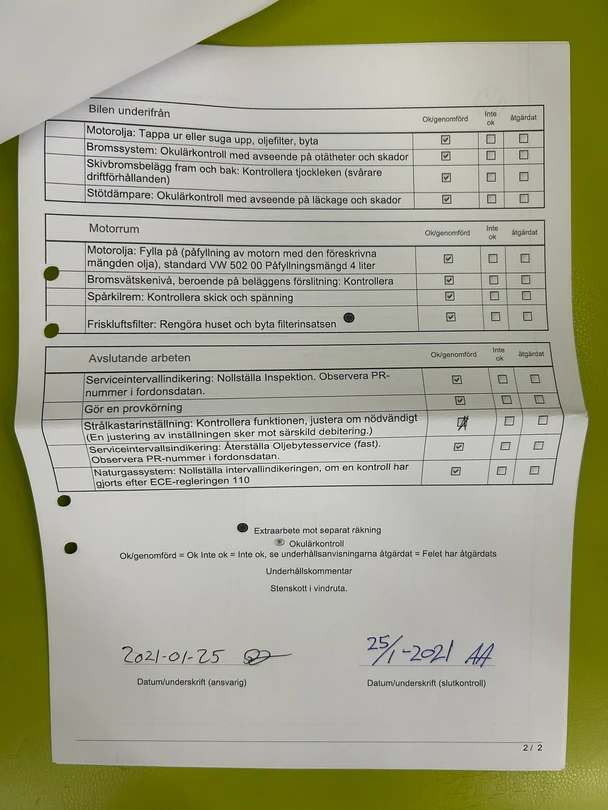 Bilen underifrån
Ok/genomförd
Inte ok
åtgärdat
Motorolja: Tappa ur eller suga upp, oljefilter, byta
Bromssystem: Okulärkontroll med avseende på otätheter och skador
Skivbromsbelägg fram och bak: Kontrollera tjockleken (svårare
driftförhållanden)
Stötdämpare: Okulärkontroll med avseende på läckage och skador
Motorrum
Ok/genomförd
Inte ok
åtgärdat
Motorolja: Fylla på (påfyllning av motorn med den föreskrivna
mängden olja), standard VW 502 00 Påfyllningsmängd 4 liter
Bromsvätskenivå, beroende på beläggens förslitning: Kontrollera
Spårkilrem: Kontrollera skick och spänning
Friskluftsfilter: Rengöra huset och byta filterinsatsen
Avslutande arbeten
Ok/genomförd
Inte ok
åtgärdat
Serviceintervallindikering: Nollställa Inspektion. Observera PR-
nummer i fordonsdatan.
Gör en provkörning
Strålkastarinställning: Kontrollera funktionen, justera om nödvändigt
(En justering av inställningen sker mot särskild debitering.)
Serviceintervallsindikering: Återställa Oljebytesservice (fast).
Observera PR-nummer i fordonsdatan.
Naturgassystem: Nollställa intervallindikeringen, om en kontroll har
gjorts efter ECE-regleringen 110
Extraarbete mot separat räkning
Okulärkontroll
Ok/genomförd = Ok Inte ok = Inte ok, se underhållsanvisningarna åtgärdat = Felet har åtgärdats
Underhållskommentar
Stenskott i vindruta.
2021-01-25
25/1-2021 AA
Datum/underskrift (ansvarig)
Datum/underskrift (slutkontroll)
2 / 2